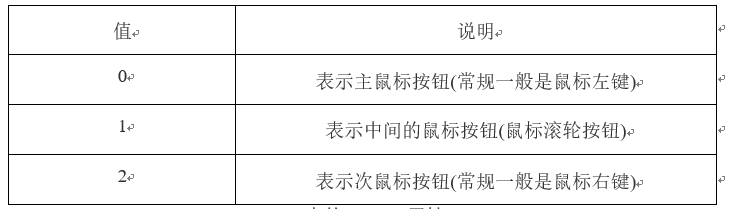 值 说明
0 表示主鼠标按钮(常规一般是鼠标左键)
1 表示中间的鼠标按钮(鼠标滚轮按钮)
2 表示次鼠标按钮(常规一般是鼠标右键)